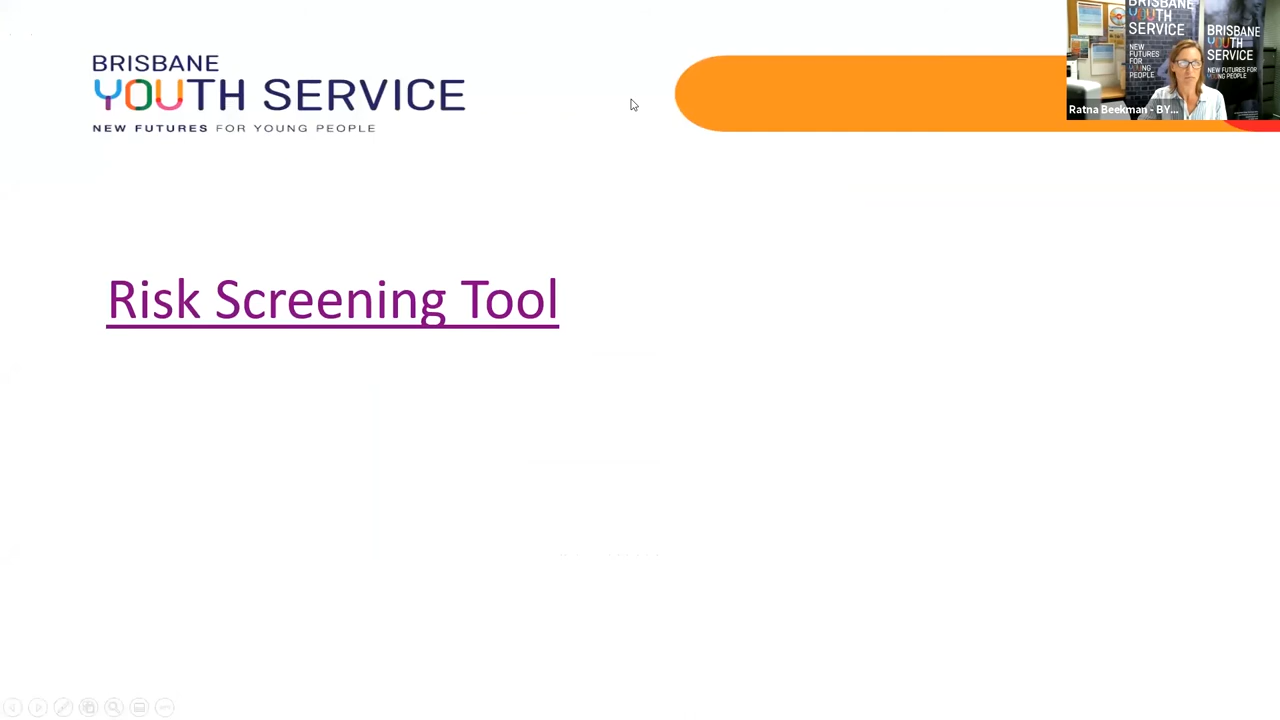 BRISBANE
YOUTH SERVICE
NEW FUTURES FOR YOUNG PEOPLE
Risk Screening Tool
BRISBANE
YOUTH
SERVICE
NEW
FUTURES
FOR
YOUNG
PEOPLE
BRISBANE
YOUTH
SERVICE
NEW FUTURES FOR
YOUNG PEOPLE
Ratna Beekman - BY...